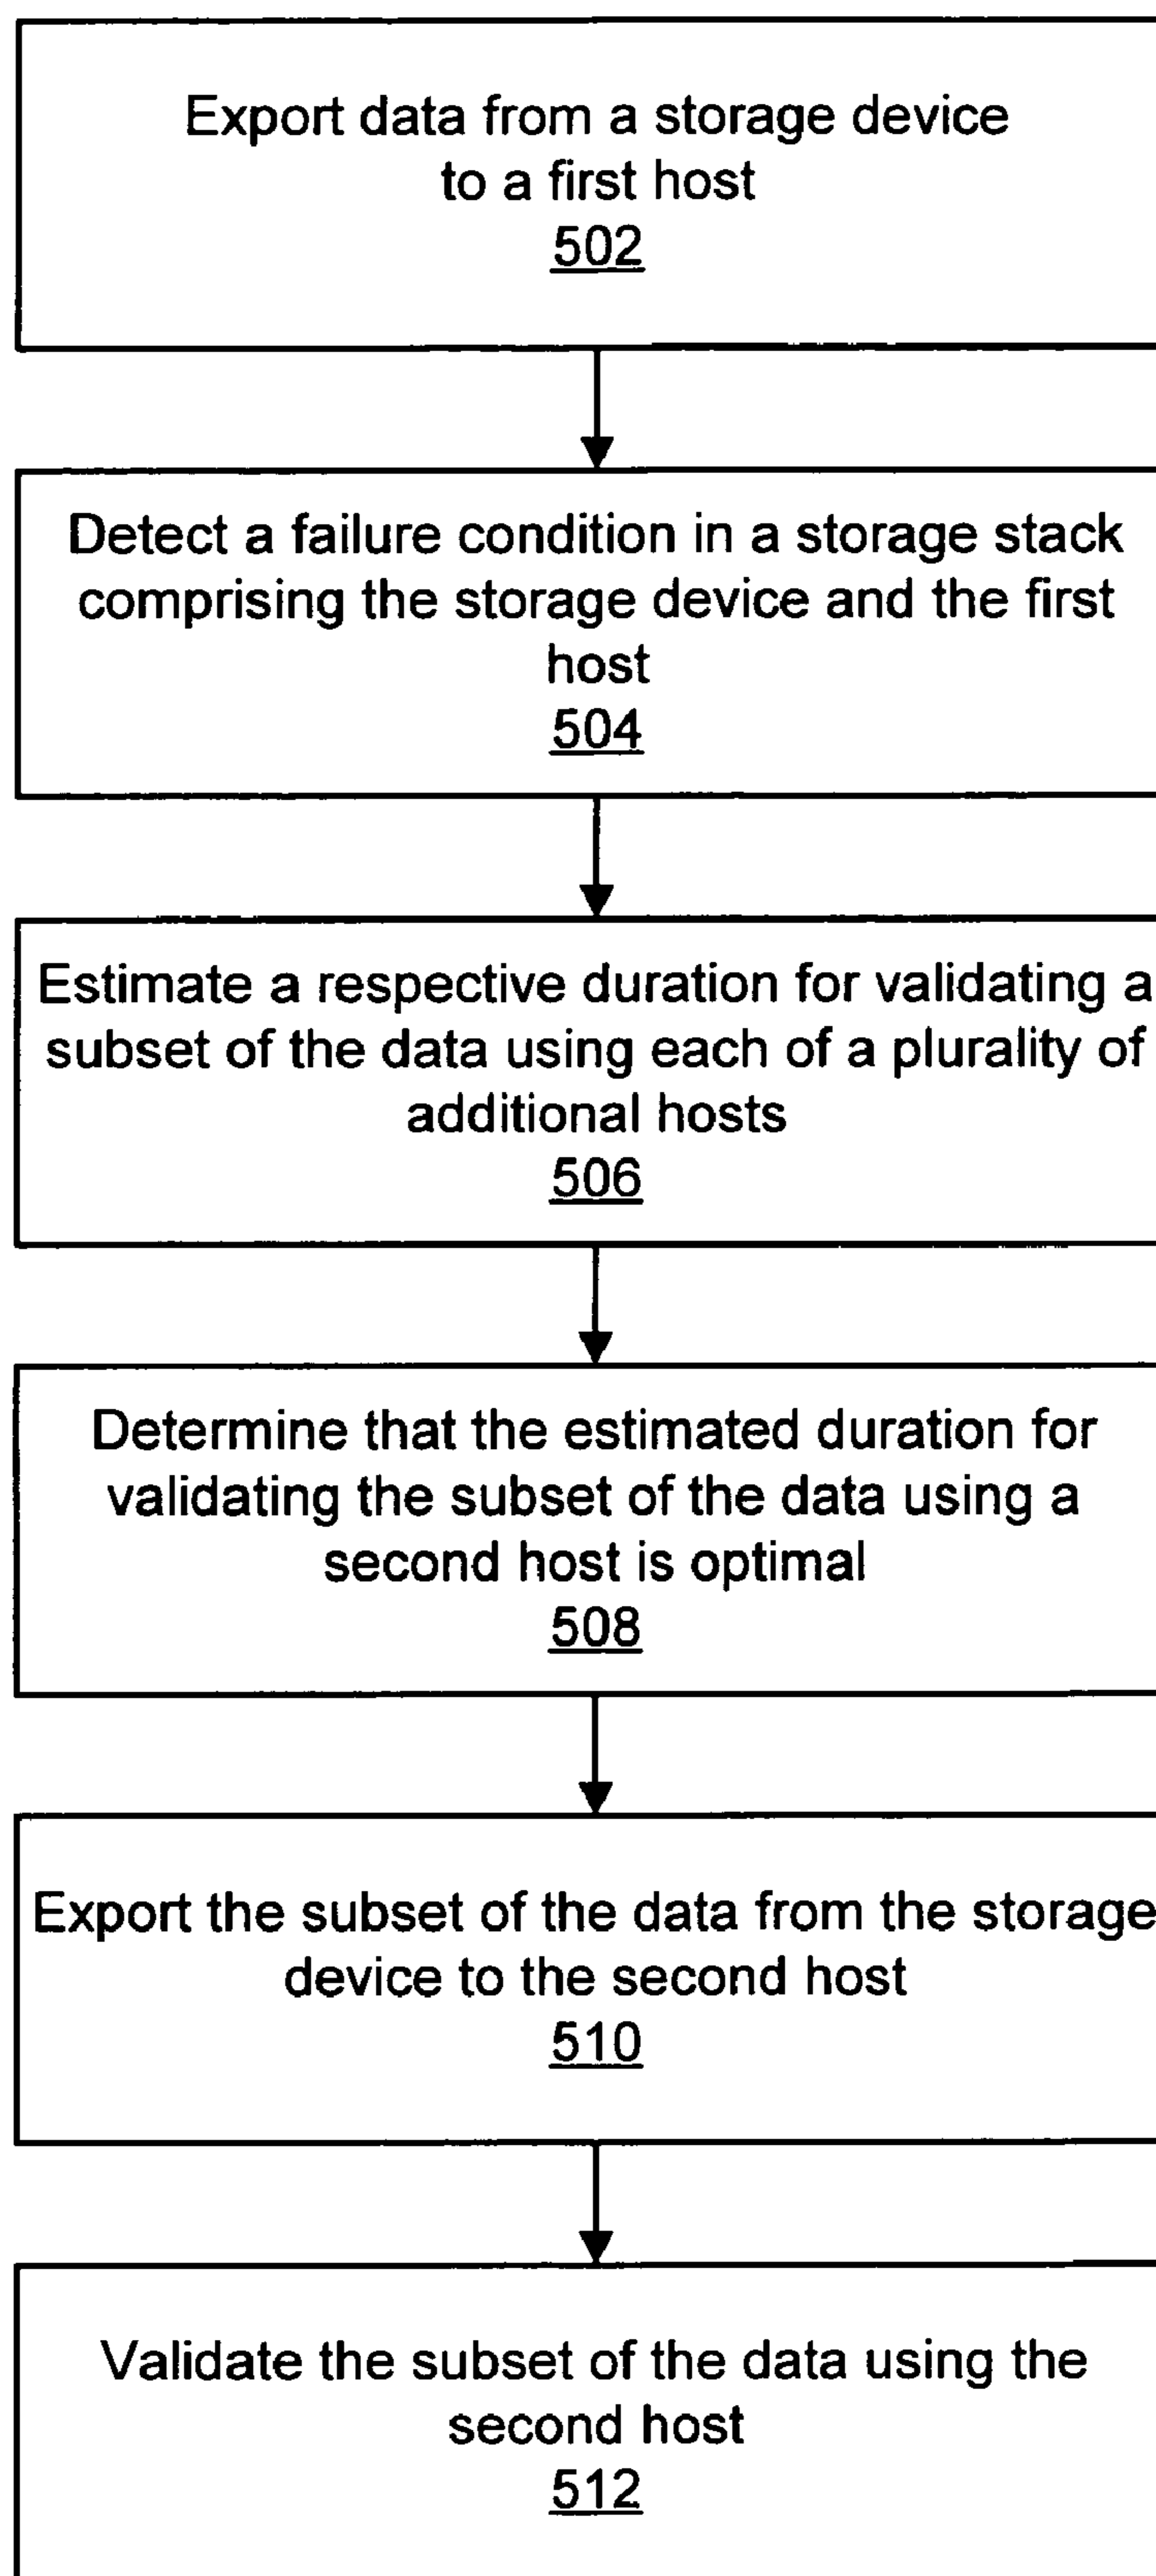 Export data from a storage device
to a first host
502
Detect a failure condition in a storage stack
comprising the storage device and the first
host
504
Estimate a respective duration for validating a
subset of the data using each of a plurality of
additional hosts
506
Determine that the estimated duration for
validating the subset of the data using a
second host is optimal
508
Export the subset of the data from the storage
device to the second host
510
Validate the subset of the data using the
second host
512